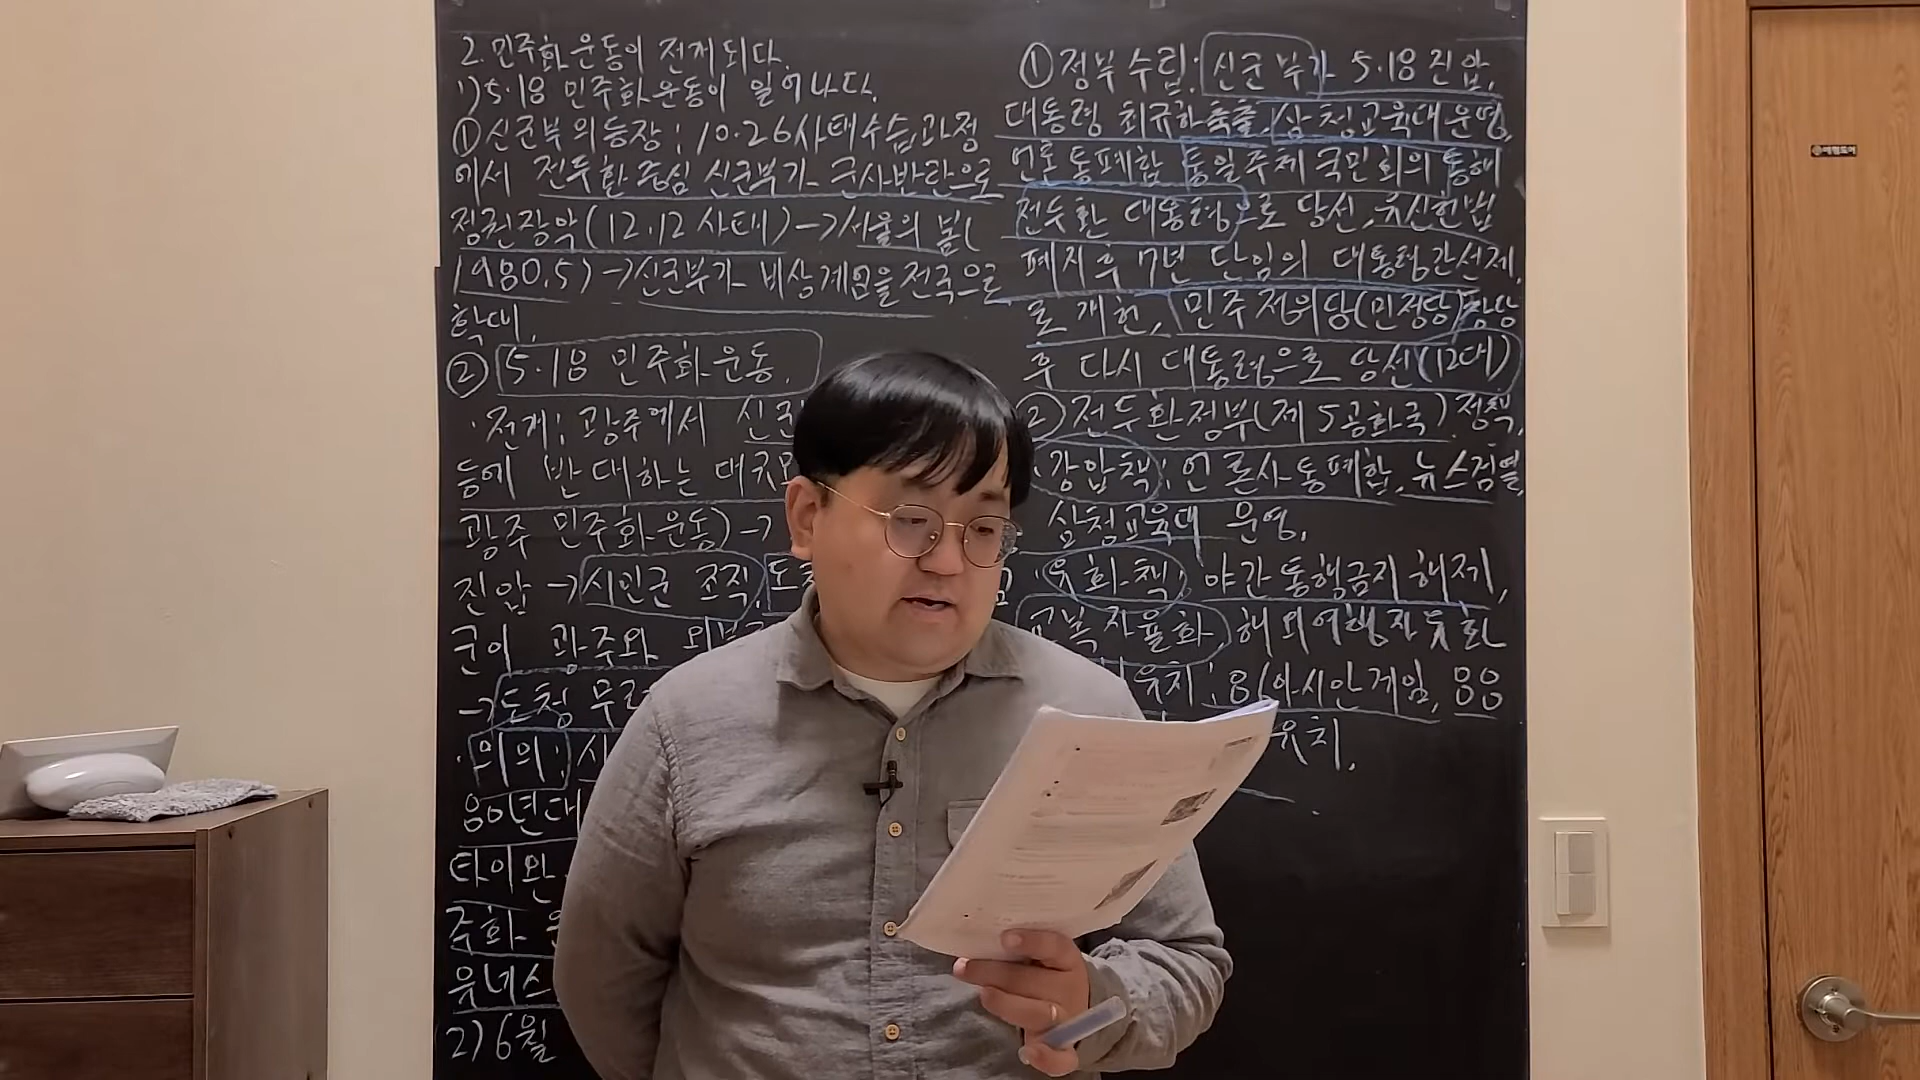 2. 민주화 운동이 전개되다.
1) 5·18 민주화 운동이 일어나다.
① 신군부의 등장 ; 10·26사태수습과정
에서 전두환 중심 신군부가 군사반란으로
정권장악(12.12 사태) -> 서울의 봄(
1980.5) -> 신군부가 비상계엄을 전국으로
확대.
② 5·18 민주화 운동.
·전개 ; 광주에서
등에 반대하는
광주 민주화 운동) ->
진압 -> 시민군 조직,
군이 광주와
-> 도청
·의의 ;
80년대
타이완,
주화
유네스
2) 6월
① 정부 수립 : 신군부가 5·18 진압,
대통령 최규하 축출, 삼청교육대 운영,
언론 통폐합, 통일주체 국민회의 통해
전두환 대통령으로 당선, 유신헌법
폐지 후 7년 단임의 대통령 간선제,
로 개헌, 민주정의당(민정당) 창당
후 다시 대통령으로 당선(12대)
② 전두환정부(제 5공화국) 정책,
·강압책 ; 언론사 통폐합, 뉴스검열,
삼청교육대 운영.
·유화책 ; 야간 통행금지 해제,
교복 자율화, 해외여행 자유화
유치 ; 86아시안게임, 88
유치.